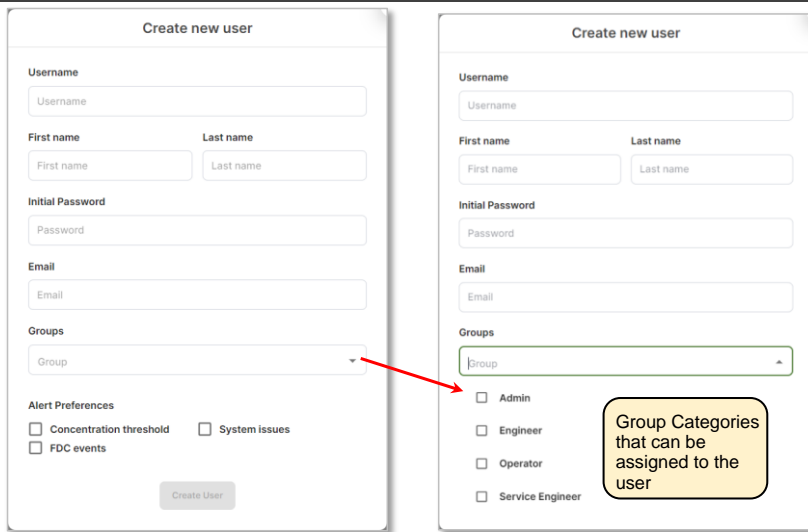 Create new user
Username
Username
First name Last name
First name Last name
Initial Password
Password
Email
Email
Groups
Group
Alert Preferences
Concentration threshold System issues
FDC events
Create User
Create new user
Username
Username
First name Last name
First name Last name
Initial Password
Password
Email
Email
Groups
Group
Admin
Engineer
Operator
Service Engineer
Group Categories
that can be
assigned to the
user